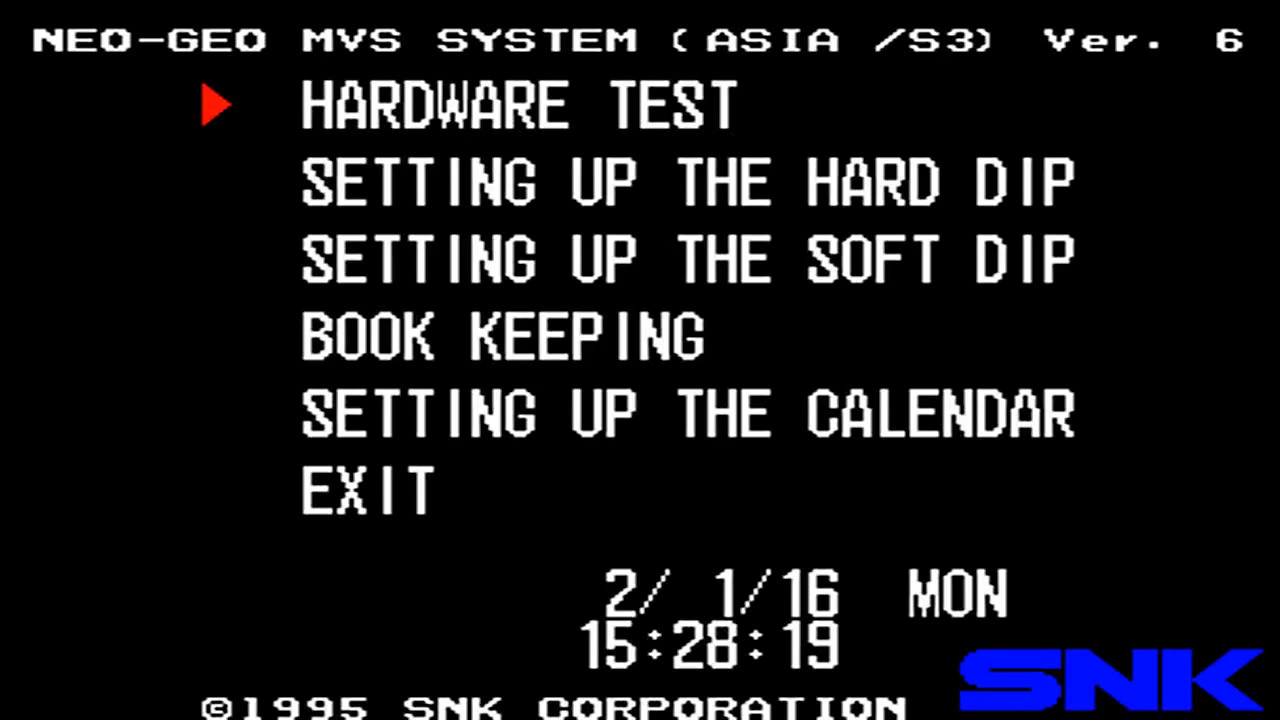 NEO-GEO MVS SYSTEM (ASIA /S3) Ver. 6
HARDWARE TEST
SETTING UP THE HARD DIP
SETTING UP THE SOFT DIP
BOOK KEEPING
SETTING UP THE CALENDAR
EXIT
2/ 1/16 MON
15:28:19
SNK
©1995 SNK CORPORATION